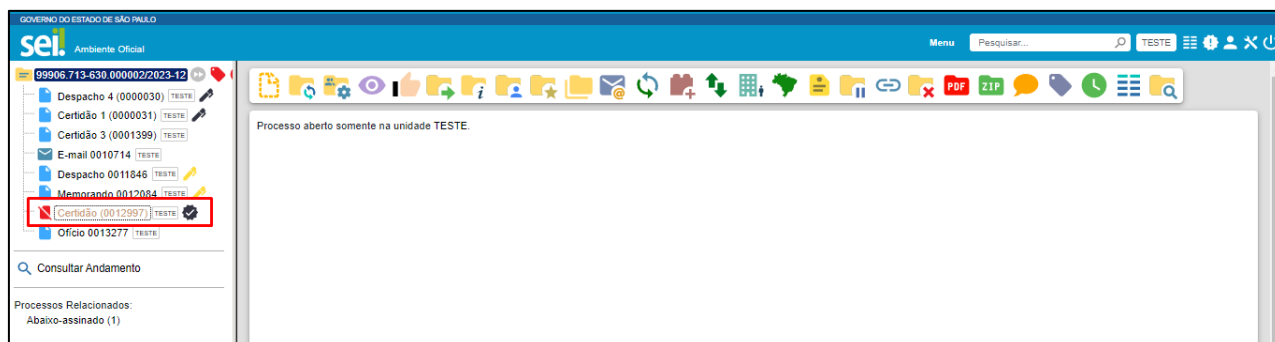 GOVERNO DO ESTADO DE SÃO PAULO
sei! Ambiente Oficial
Menu Pesquisar... TESTE
99906.713-630.000002/2023-12
Despacho 4 (0000030) TESTE
Certidão 1 (0000031) TESTE
Certidão 3 (0001399) TESTE
E-mail 0010714 TESTE
Despacho 0011846 TESTE
Memorando 0012084 TESTE
Certidão (0012997) TESTE
Ofício 0013277 TESTE
Consultar Andamento
Processos Relacionados:
Abaixo-assinado (1)
PDF ZIP
Processo aberto somente na unidade TESTE.